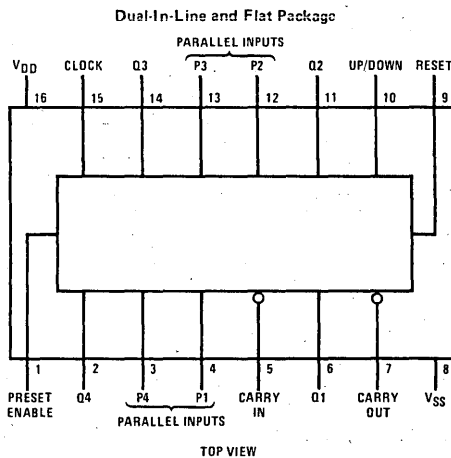 Dual-In-Line and Flat Package
PARALLEL INPUTS
VDD CLOCK Q3 P3 P2 Q2 UP/DOWN RESET
16 15 14 13 12 11 10 9
1 2 3 4 5 6 7 8
PRESET ENABLE Q4 P4 P1 CARRY IN Q1 CARRY OUT VSS
PARALLEL INPUTS
TOP VIEW